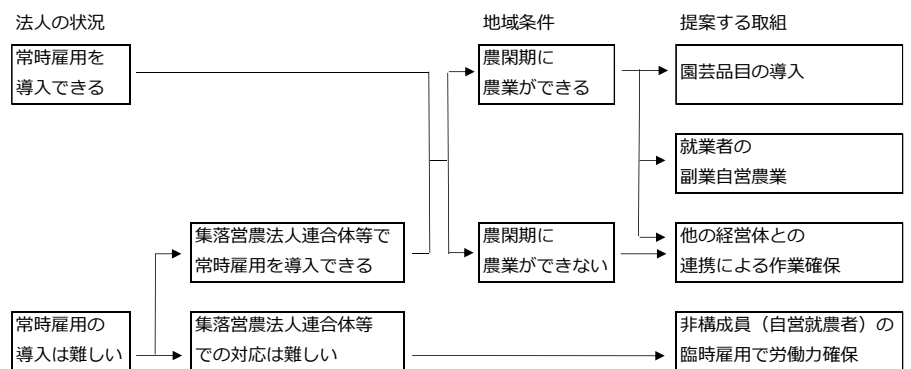 法人の状況
地域条件
提案する取組
常時雇用を
導入できる
農閑期に
農業ができる
園芸品目の導入
就業者の
副業自営農業
集落営農法人連合体等で
常時雇用を導入できる
農閑期に
農業ができない
他の経営体との
連携による作業確保
常時雇用の
導入は難しい
集落営農法人連合体等
での対応は難しい
非構成員（自営就農者）の
臨時雇用で労働力確保